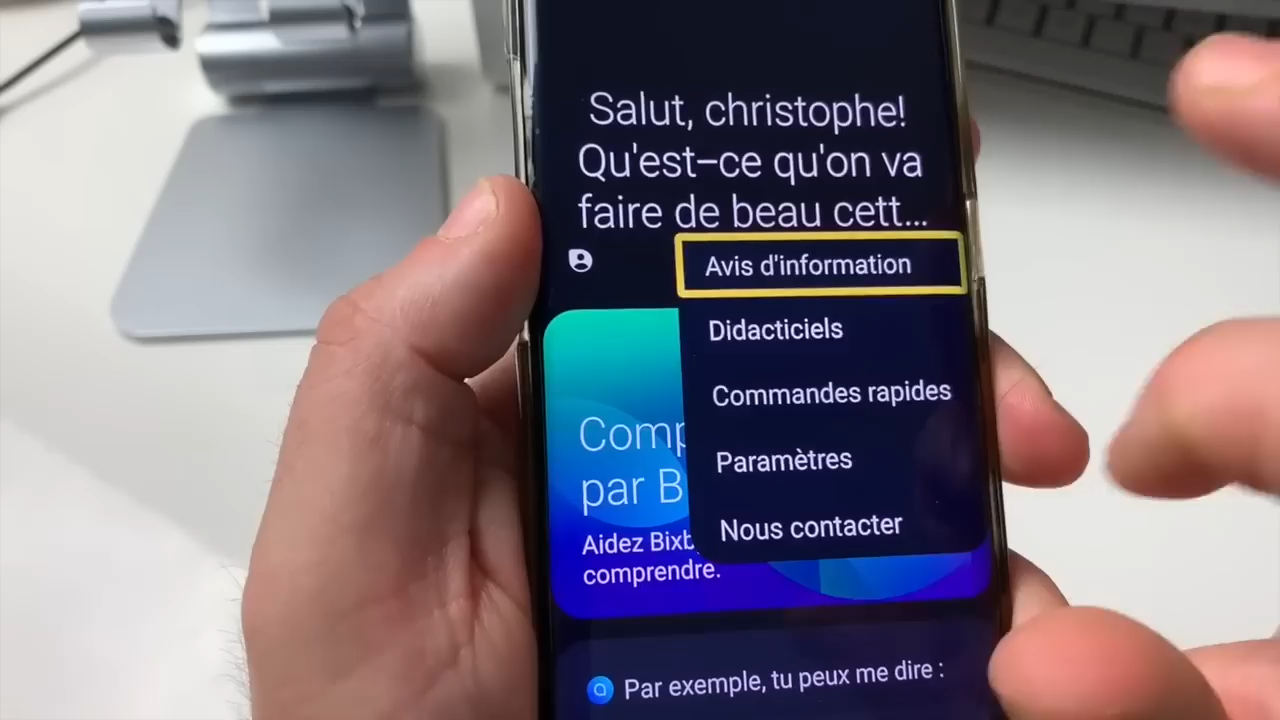 Salut, christophe!
Qu'est-ce qu'on va
faire de beau cett...
Avis d'information
Didacticiels
Commandes rapides
Paramètres
Nous contacter
Comp
par B
Aidez Bixb
comprendre.
Par exemple, tu peux me dire :